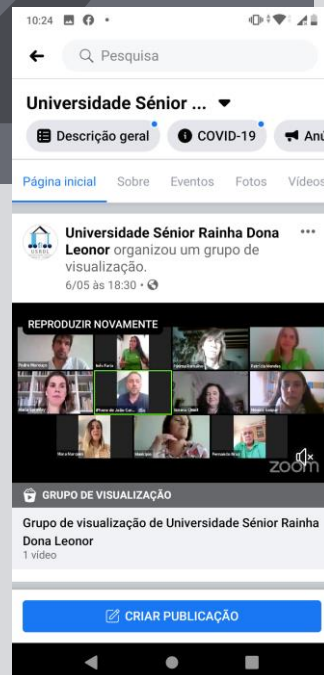 10:24
Pesquisa
Universidade Sénior ...
Descrição geral
COVID-19
Anú
Página inicial
Sobre
Eventos
Fotos
Vídeos
Universidade Sénior Rainha Dona
Leonor organizou um grupo de
visualização.
6/05 às 18:30
REPRODUZIR NOVAMENTE
zoom
GRUPO DE VISUALIZAÇÃO
Grupo de visualização de Universidade Sénior Rainha
Dona Leonor
1 vídeo
CRIAR PUBLICAÇÃO